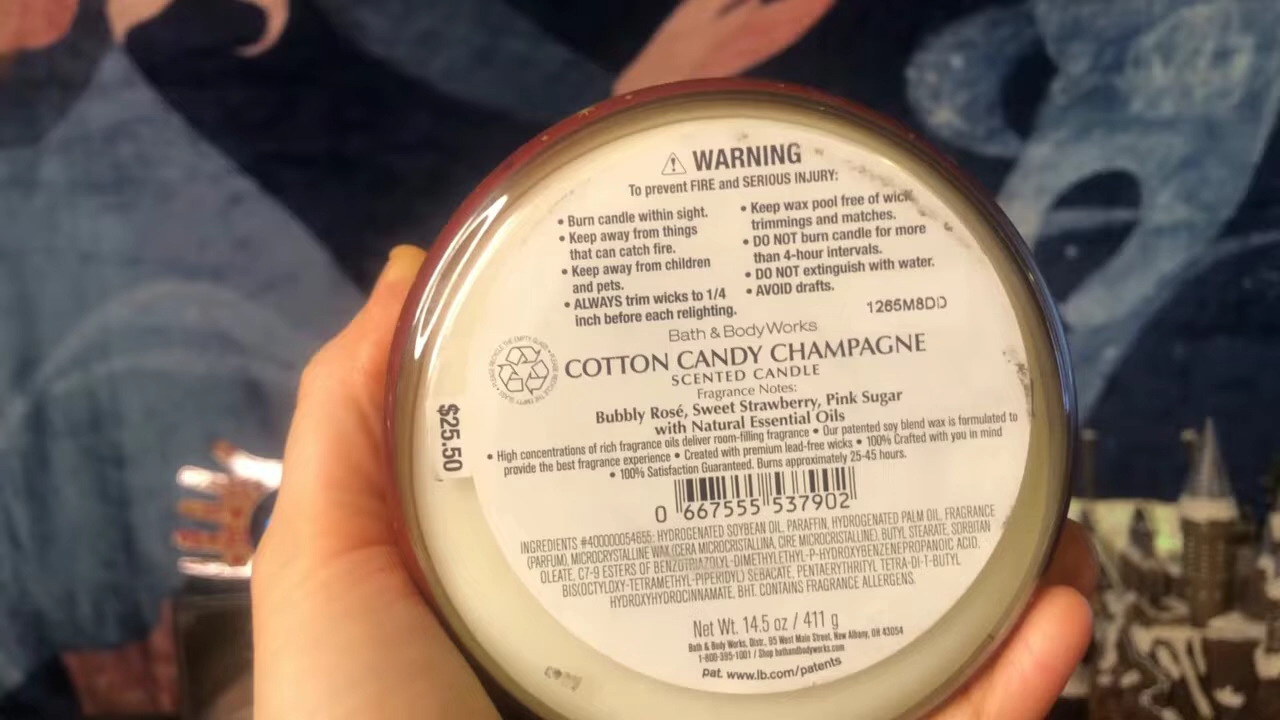 WARNING
To prevent FIRE and SERIOUS INJURY:
• Burn candle within sight.
• Keep away from things
that can catch fire.
• Keep away from children
and pets.
• ALWAYS trim wicks to 1/4
inch before each relighting.
• Keep wax pool free of wick
trimmings and matches.
• DO NOT burn candle for more
than 4-hour intervals.
• DO NOT extinguish with water.
• AVOID drafts.
1265M8DD
Bath & Body Works
COTTON CANDY CHAMPAGNE
SCENTED CANDLE
Fragrance Notes:
Bubbly Rosé, Sweet Strawberry, Pink Sugar
with Natural Essential Oils
• High concentrations of rich fragrance oils deliver room-filling fragrance • Our patented soy blend wax is formulated to
provide the best fragrance experience • Created with premium lead-free wicks • 100% Crafted with you in mind
• 100% Satisfaction Guaranteed. Burns approximately 25-45 hours.
$25.50
0 667555 537902
INGREDIENTS #400000054655: HYDROGENATED SOYBEAN OIL, PARAFFIN, HYDROGENATED PALM OIL, FRAGRANCE
(PARFUM), MICROCRYSTALLINE WAX (CERA MICROCRISTALLINA, CIRE MICROCRISTALLINE), BUTYL STEARATE, SORBITAN
OLEATE, C7-9 ESTERS OF BENZOTRIAZOLYL-DIMETHYLETHYL-P-HYDROXYBENZENEPROPANOIC ACID,
BIS(OCTYLOXY-TETRAMETHYL-PIPERIDYL) SEBACATE, PENTAERYTHRITYL TETRA-DI-T-BUTYL
HYDROXYHYDROCINNAMATE, BHT. CONTAINS FRAGRANCE ALLERGENS.
Net Wt. 14.5 oz / 411 g
Bath & Body Works, Distr., 95 West Main Street, New Albany, OH 43054
1-800-395-1001 / Shop bathandbodyworks.com
Pat. www.lb.com/patents